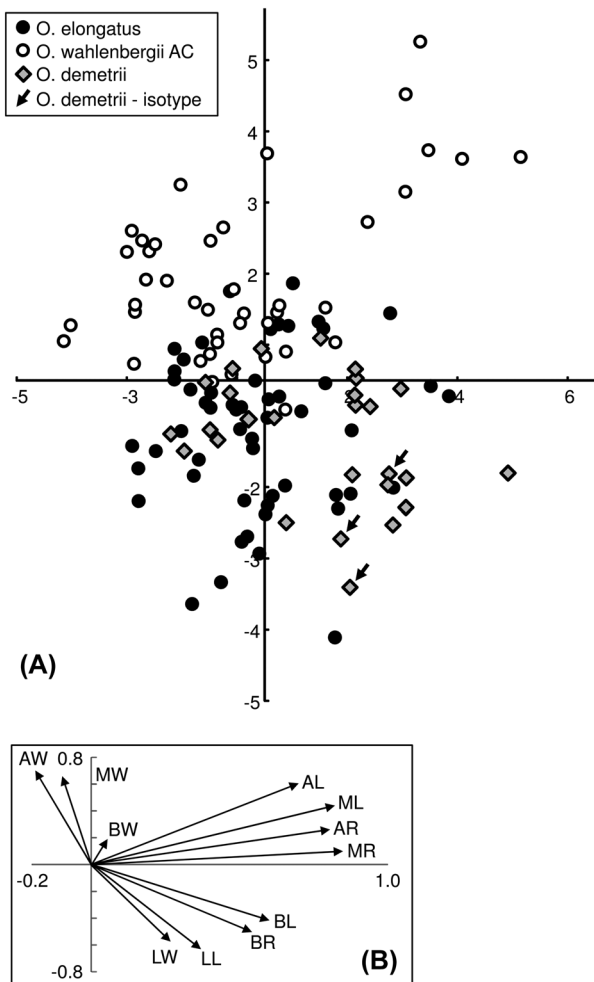 O. elongatus
O. wahlenbergii AC
O. demetrii
O. demetrii - isotype
5
4
3
2
-5
-3
2
4
6
-2
-3
-4
-5
(A)
AW
0.8
MW
AL
ML
BW
AR
MR
-0.2
1.0
BL
BR
LW
LL
-0.8
(B)